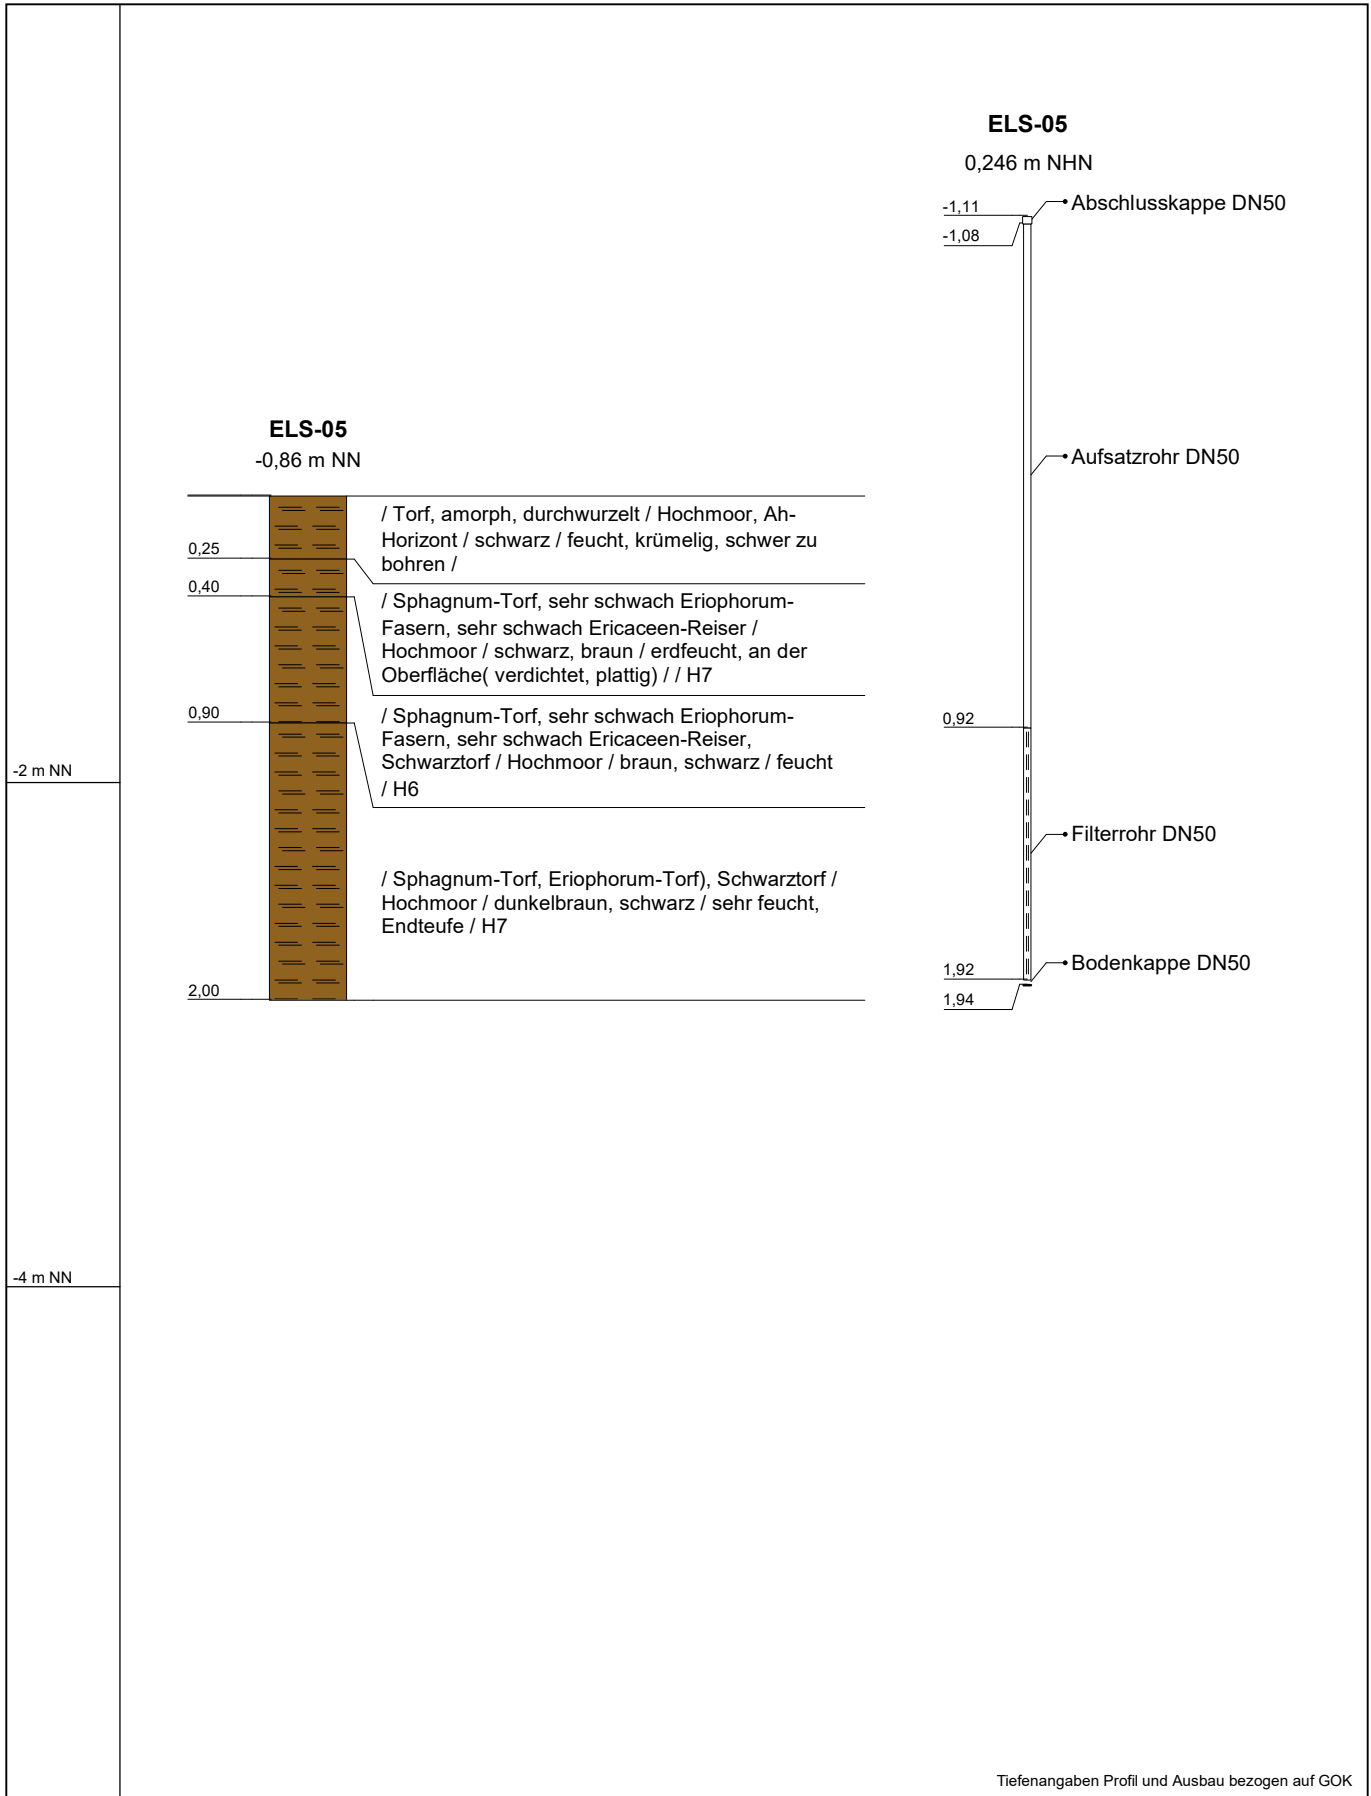 ELS-05
0,246 m NHN
-1,11
Abschlusskappe DN50
-1,08
Aufsatzrohr DN50
0,92
Filterrohr DN50
1,92
Bodenkappe DN50
1,94
ELS-05
-0,86 m NN
/ Torf, amorph, durchwurzelt / Hochmoor, Ah-
Horizont / schwarz / feucht, krümelig, schwer zu
bohren /
0,25
0,40
/ Sphagnum-Torf, sehr schwach Eriophorum-
Fasern, sehr schwach Ericaceen-Reiser /
Hochmoor / schwarz, braun / erdfeucht, an der
Oberfläche( verdichtet, plattig) / / H7
0,90
/ Sphagnum-Torf, sehr schwach Eriophorum-
Fasern, sehr schwach Ericaceen-Reiser,
Schwarztorf / Hochmoor / braun, schwarz / feucht
/ H6
/ Sphagnum-Torf, Eriophorum-Torf), Schwarztorf /
Hochmoor / dunkelbraun, schwarz / sehr feucht,
Endteufe / H7
2,00
-2 m NN
-4 m NN
Tiefenangaben Profil und Ausbau bezogen auf GOK